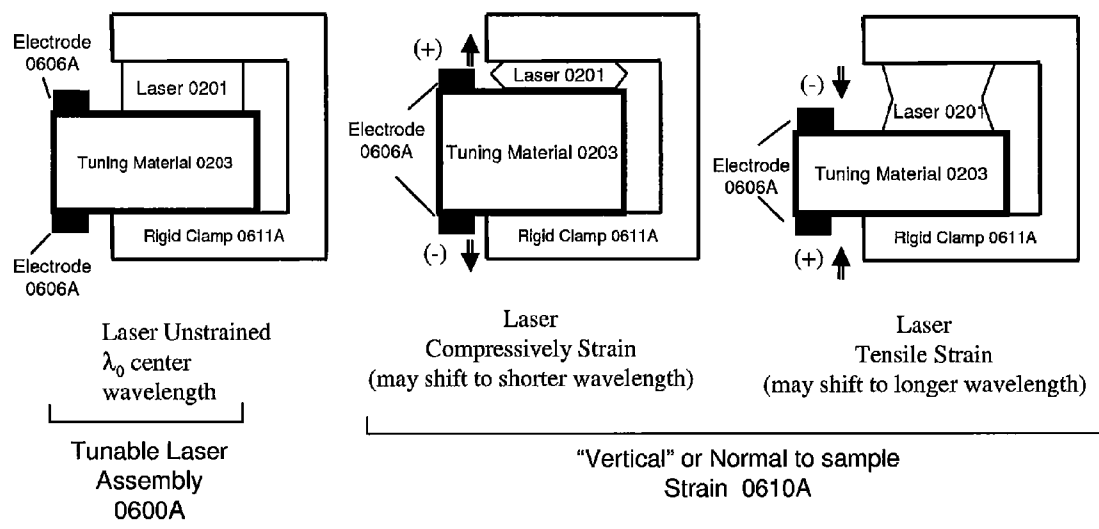 Electrode
0606A
Laser 0201
Tuning Material 0203
Rigid Clamp 0611A
Electrode
0606A
Laser Unstrained
λ0 center
wavelength
Tunable Laser
Assembly
0600A
(+)
Laser 0201
Electrode
0606A
Tuning Material 0203
Rigid Clamp 0611A
(-)
Laser
Compressively Strain
(may shift to shorter wavelength)
(-)
Laser 0201
Electrode
0606A
Tuning Material 0203
Rigid Clamp 0611A
(+)
Laser
Tensile Strain
(may shift to longer wavelength)
“Vertical” or Normal to sample
Strain 0610A